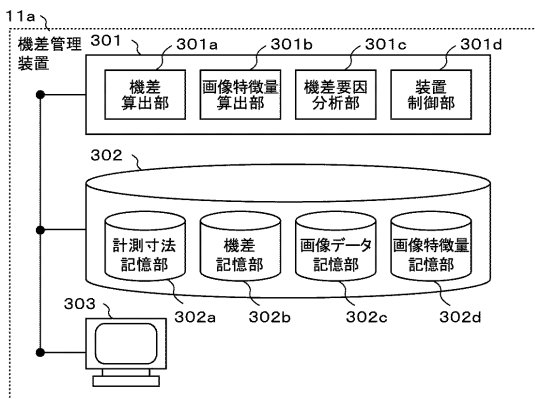 11a
機差管理
装置
301
301a
301b
301c
301d
機差
算出部
画像特徴量
算出部
機差要因
分析部
装置
制御部
302
計測寸法
記憶部
機差
記憶部
画像データ
記憶部
画像特徴量
記憶部
302a
302b
302c
302d
303